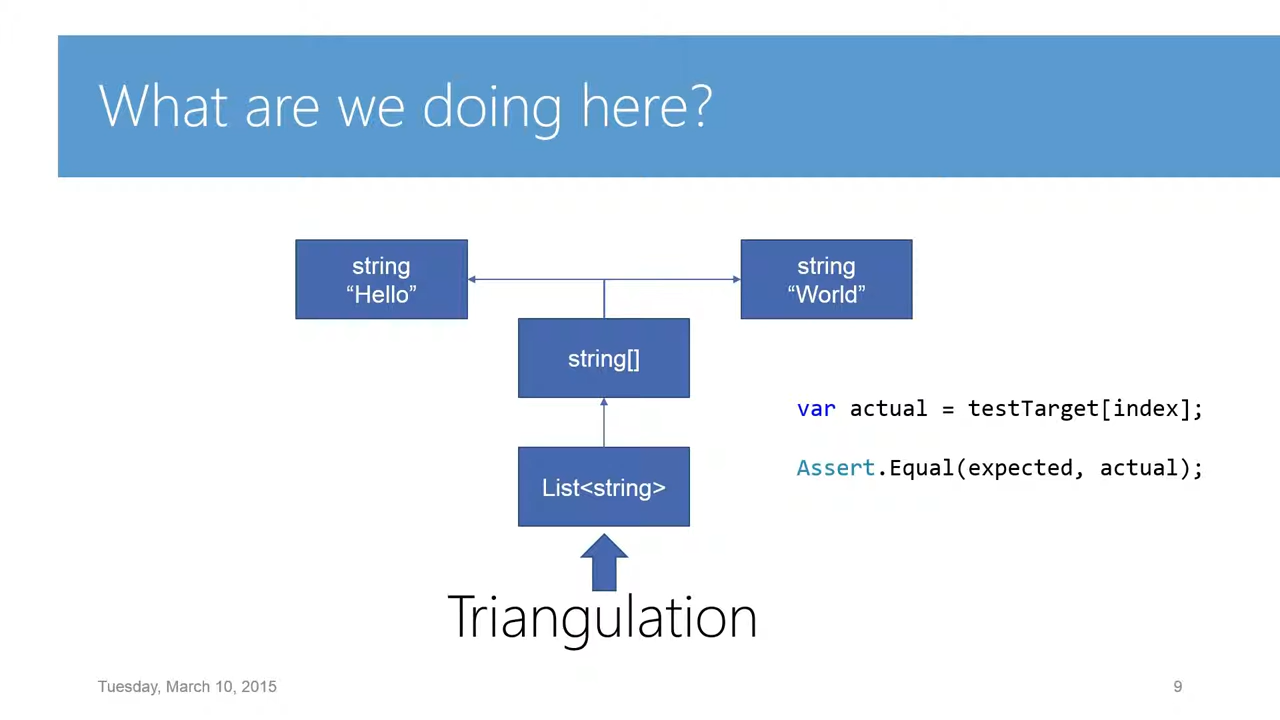 What are we doing here?
string
“Hello”
string
“World”
string[]
var actual = testTarget[index];
Assert.Equal(expected, actual);
List<string>
Triangulation
Tuesday, March 10, 2015
9